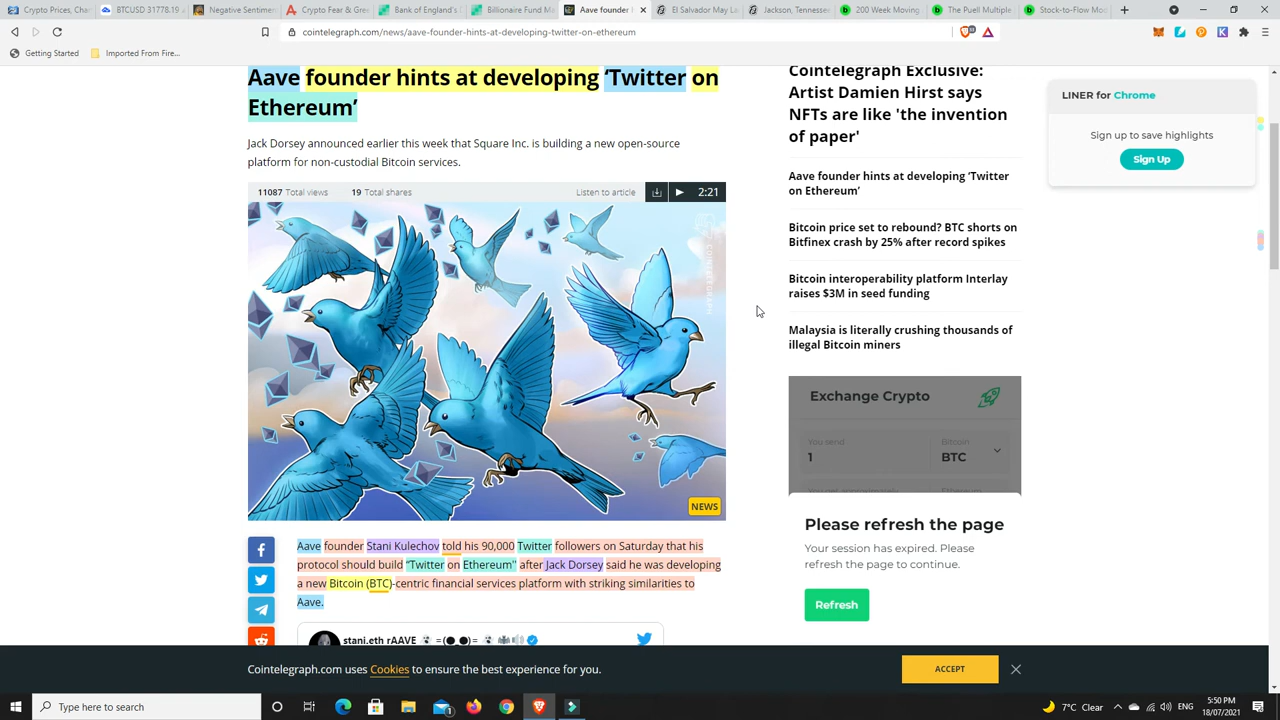 Crypto Prices, Ch
BTCUSD 31778.19
Negative Sentimen
Crypto Fear & Gre
Bank of England's
Billionaire Fund M
Aave founder
El Salvador May L
Jackson, Tennesse
200 Week Moving
The Puell Multiple
Stock-to-Flow Mod
cointelegraph.com/news/aave-founder-hints-at-developing-twitter-on-ethereum
Getting Started
Imported From Fire...
Aave founder hints at developing ‘Twitter on
Ethereum’
Jack Dorsey announced earlier this week that Square Inc. is building a new open-source
platform for non-custodial Bitcoin services.
11087 Total views
19 Total shares
Listen to article
2:21
COINTELEGRAPH
NEWS
Aave founder Stani Kulechov told his 90,000 Twitter followers on Saturday that his
protocol should build “Twitter on Ethereum” after Jack Dorsey said he was developing
a new Bitcoin (BTC)-centric financial services platform with striking similarities to
Aave.
stani.eth rAAVE
Cointelegraph Exclusive:
Artist Damien Hirst says
NFTs are like 'the invention
of paper'
Aave founder hints at developing ‘Twitter
on Ethereum’
Bitcoin price set to rebound? BTC shorts on
Bitfinex crash by 25% after record spikes
Bitcoin interoperability platform Interlay
raises $3M in seed funding
Malaysia is literally crushing thousands of
illegal Bitcoin miners
Exchange Crypto
You send
1
Bitcoin
BTC
Please refresh the page
Your session has expired. Please
refresh the page to continue.
Refresh
LINER for Chrome
Sign up to save highlights
Sign Up
Cointelegraph.com uses Cookies to ensure the best experience for you.
ACCEPT
Type here to search
7°C Clear
ENG
5:50 PM
18/07/2021